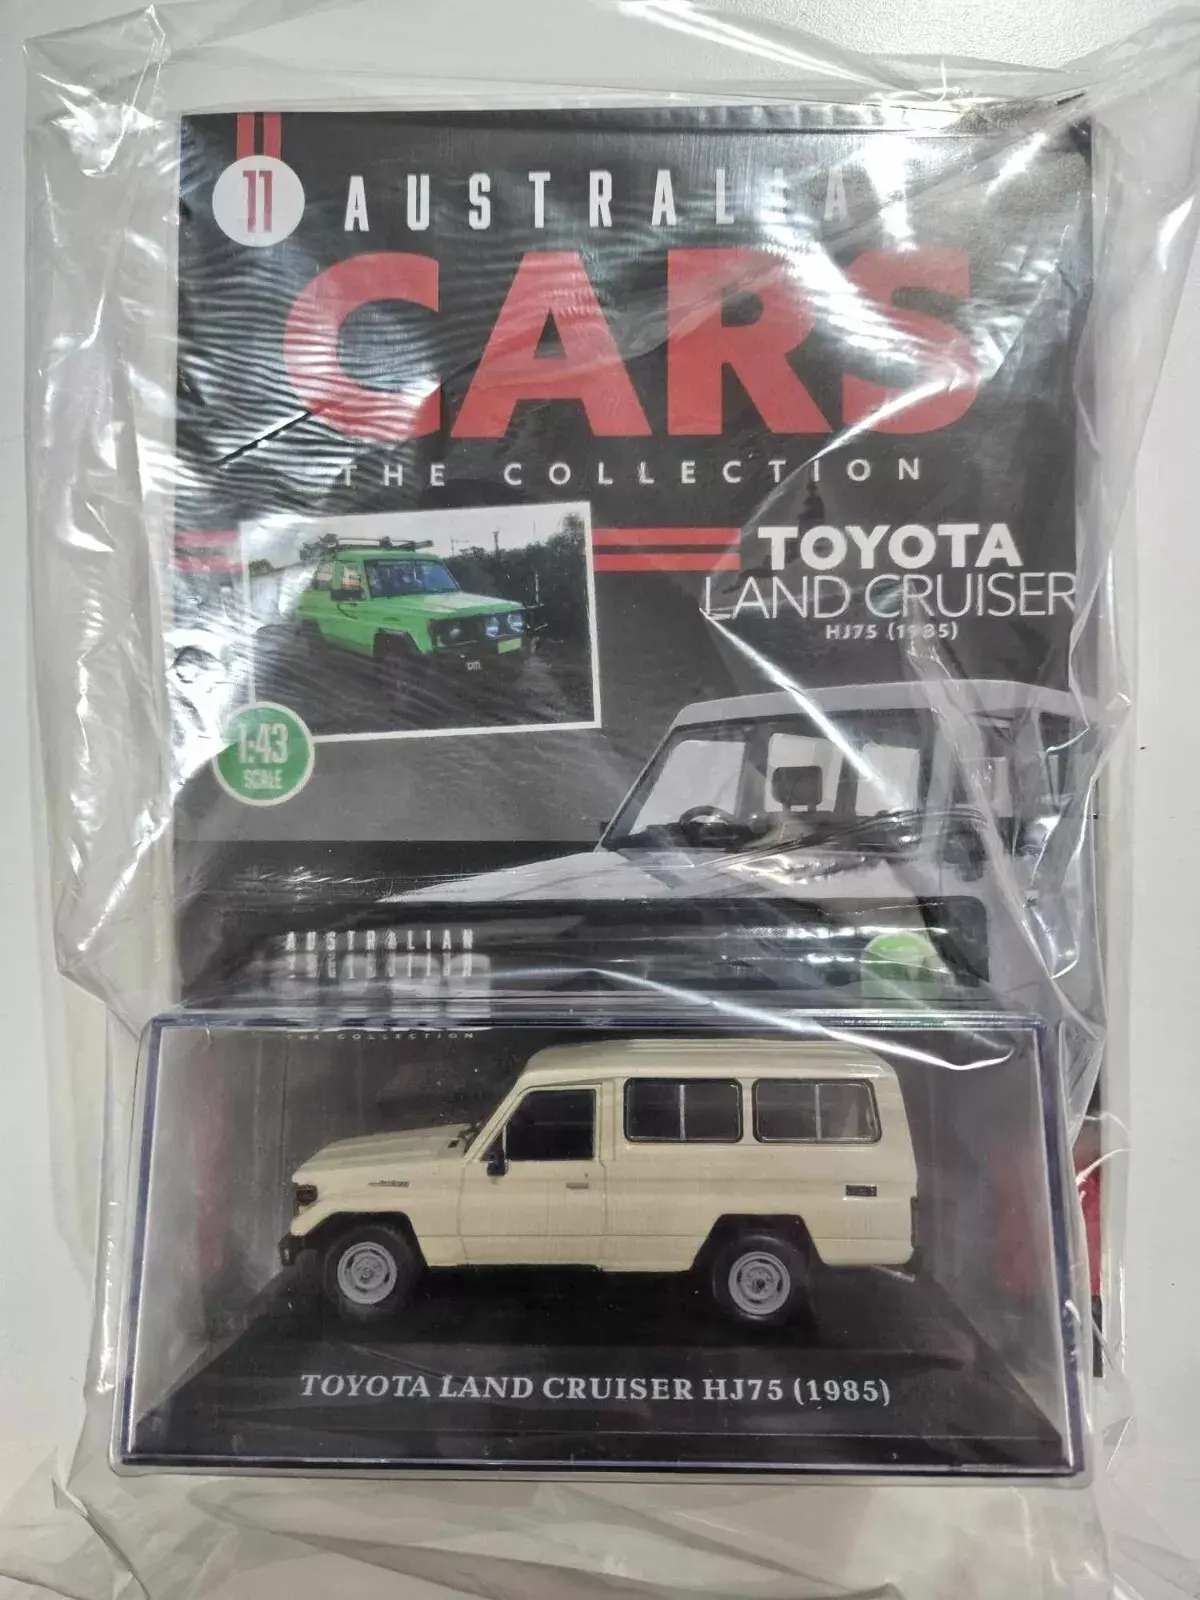 11
AUSTRALIAN
CARS
THE COLLECTION
TOYOTA
LAND CRUISER
HJ75 (1985)
1:43
SCALE
AUSTRALIAN
THE COLLECTION
TOYOTA LAND CRUISER HJ75 (1985)